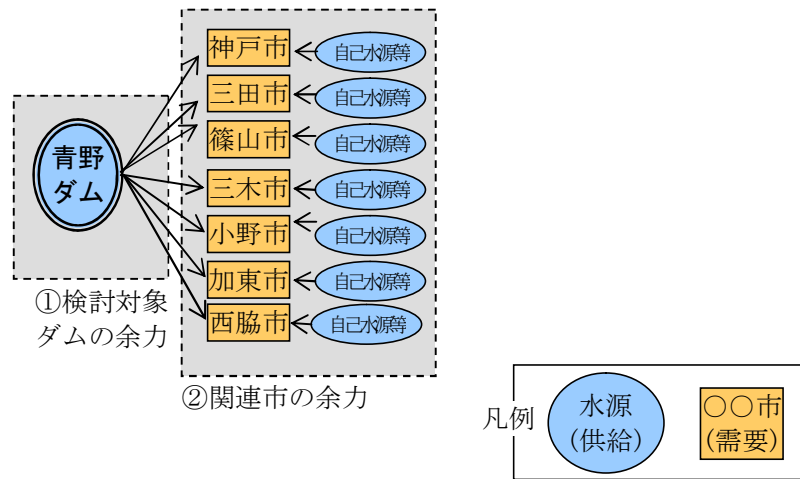 神戸市
自己水源等
三田市
自己水源等
篠山市
自己水源等
青野
ダム
三木市
自己水源等
小野市
自己水源等
加東市
自己水源等
西脇市
自己水源等
①検討対象
ダムの余力
②関連市の余力
凡例
水源
(供給)
〇〇市
(需要)